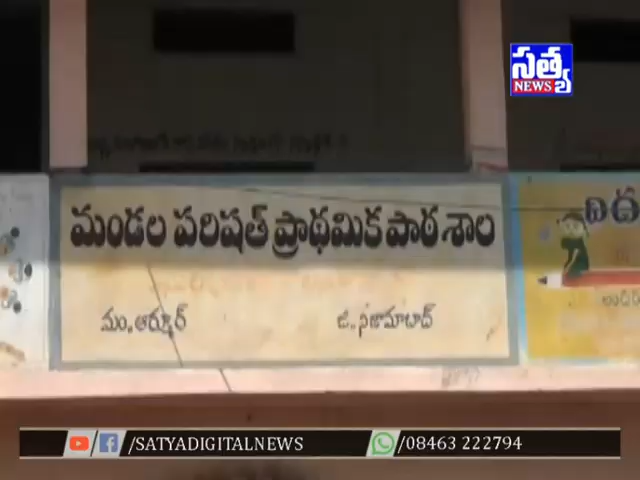 సత్య
NEWS
మండల పరిషత్ ప్రాథమిక పాఠశాల
మం, ఆర్మూర్ జి. నిజామాబాద్
విద
/SATYADIGITALNEWS /08463 222794